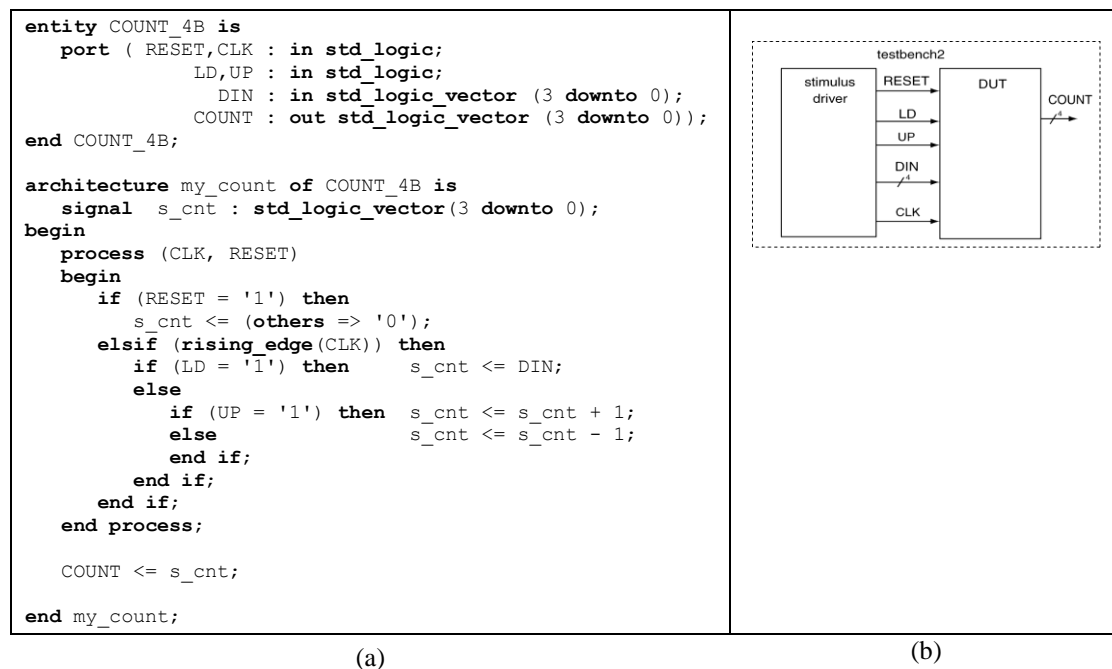 entity COUNT_4B is
port ( RESET,CLK : in std_logic;
LD,UP : in std_logic;
DIN : in std_logic_vector (3 downto 0);
COUNT : out std_logic_vector (3 downto 0));
end COUNT_4B;
architecture my_count of COUNT_4B is
signal s_cnt : std_logic_vector(3 downto 0);
begin
process (CLK, RESET)
begin
if (RESET = '1') then
s_cnt <= (others => '0');
elsif (rising_edge(CLK)) then
if (LD = '1') then s_cnt <= DIN;
else
if (UP = '1') then s_cnt <= s_cnt + 1;
else s_cnt <= s_cnt - 1;
end if;
end if;
end if;
end process;
COUNT <= s_cnt;
end my_count;
(a)
testbench2
stimulus
driver
RESET
LD
UP
DIN
4
CLK
DUT
COUNT
4
(b)